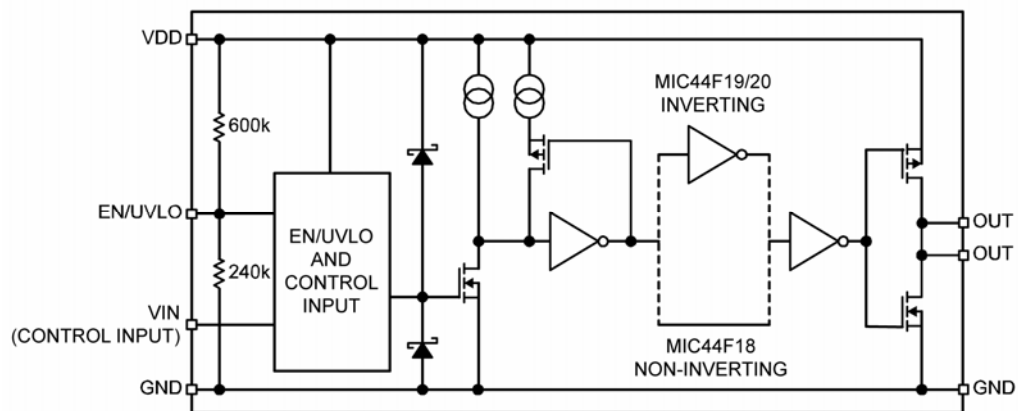 VDD
600k
EN/UVLO
240k
VIN
(CONTROL INPUT)
GND
EN/UVLO
AND
CONTROL
INPUT
MIC44F19/20
INVERTING
MIC44F18
NON-INVERTING
OUT
OUT
GND